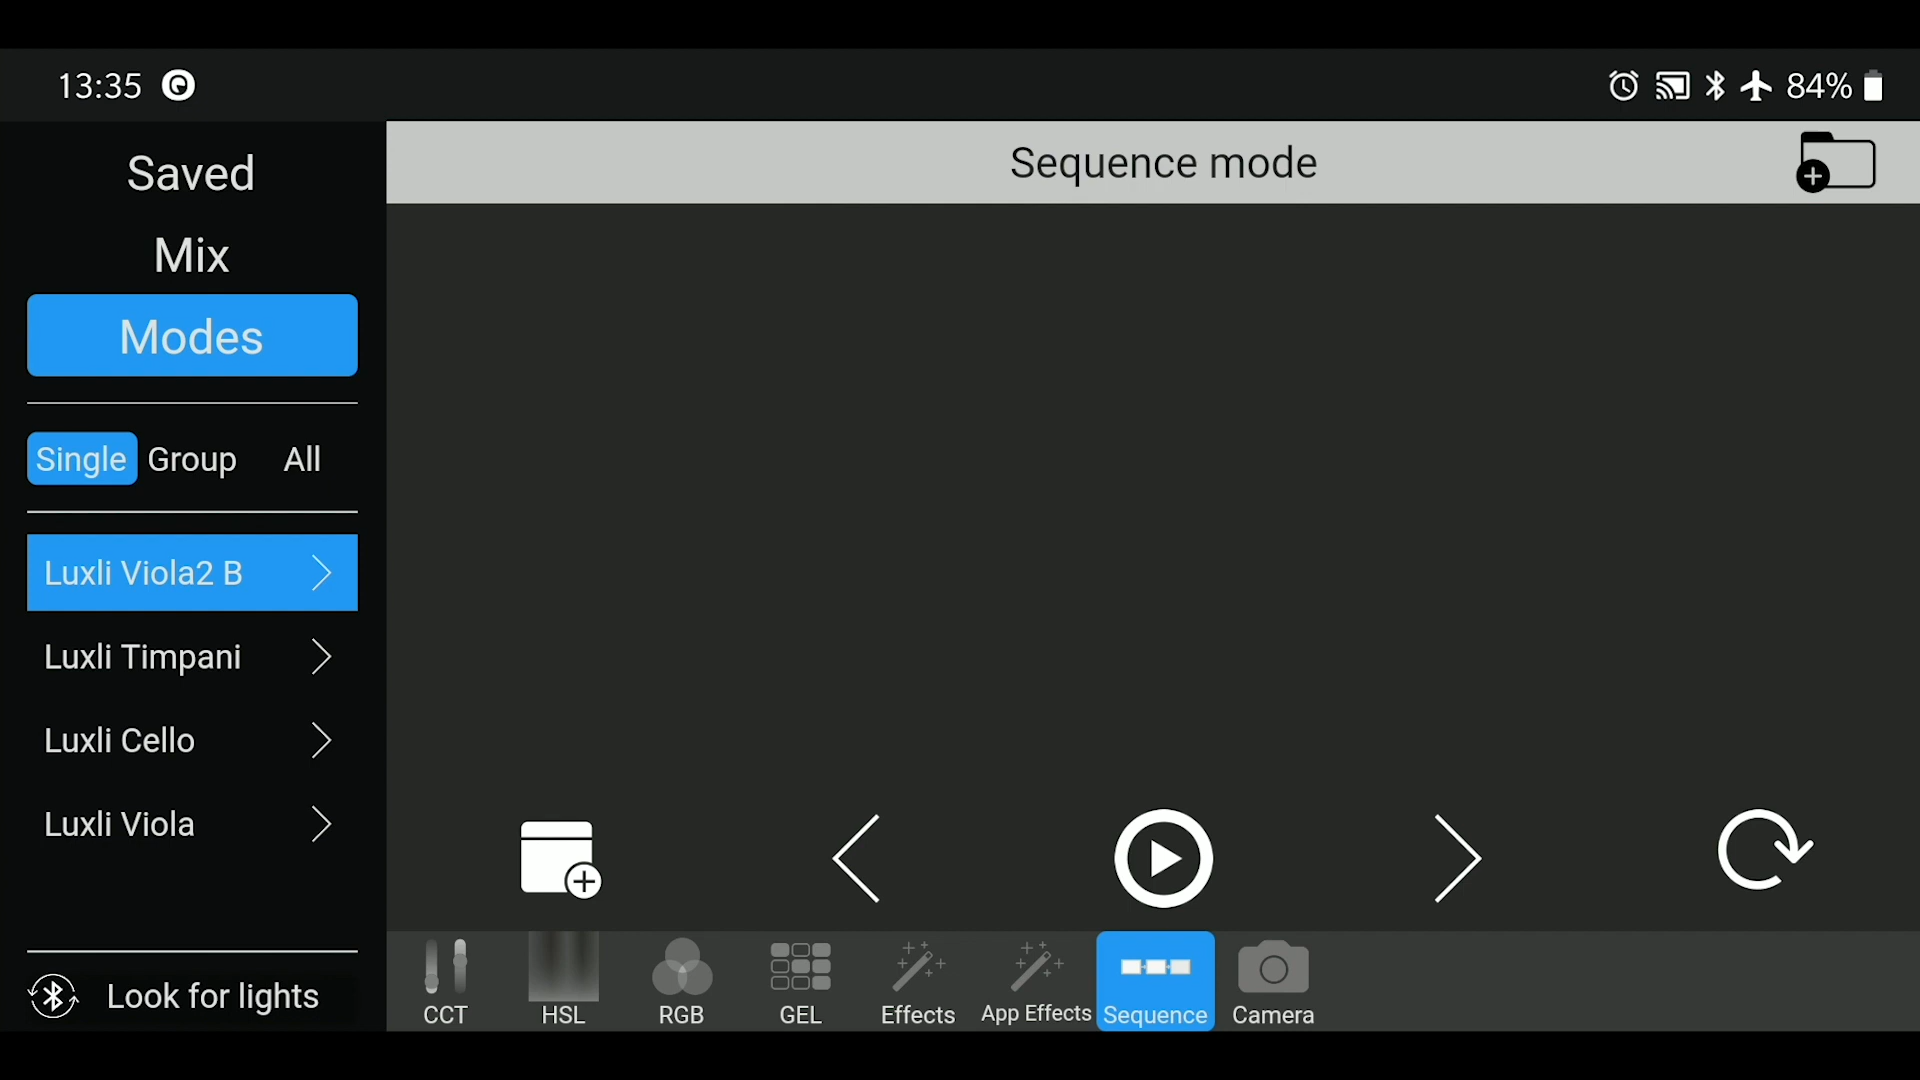 13:35
84%
Saved
Sequence mode
Mix
Modes
Single Group All
Luxli Viola2 B
Luxli Timpani
Luxli Cello
Luxli Viola
Look for lights
CCT HSL RGB GEL Effects App Effects Sequence Camera